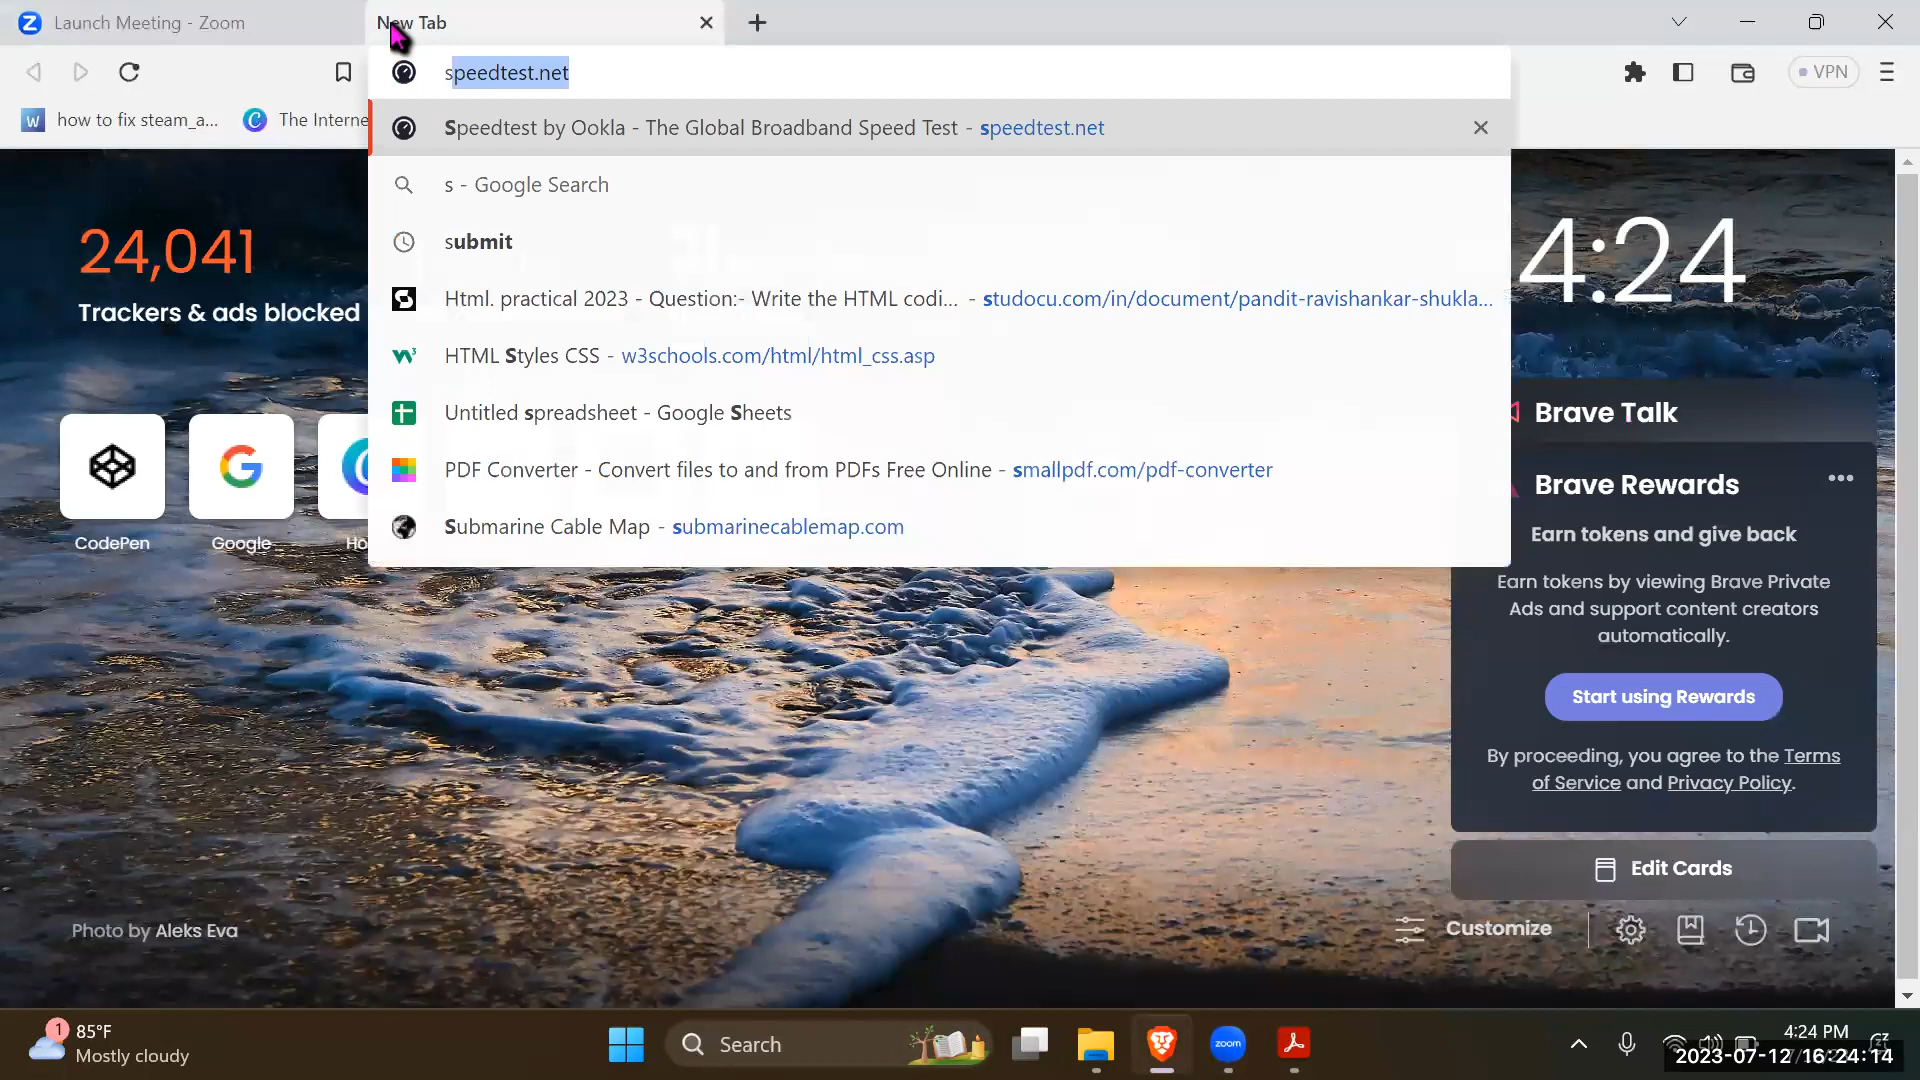 Launch Meeting - Zoom
New Tab
speedtest.net
VPN
how to fix steam_a...
The Interne
Speedtest by Ookla - The Global Broadband Speed Test - speedtest.net
s - Google Search
submit
Html. practical 2023 - Question:- Write the HTML codi... - studocu.com/in/document/pandit-ravishankar-shukla...
HTML Styles CSS - w3schools.com/html/html_css.asp
Untitled spreadsheet - Google Sheets
PDF Converter - Convert files to and from PDFs Free Online - smallpdf.com/pdf-converter
Submarine Cable Map - submarinecablemap.com
24,041
Trackers & ads blocked
4:24
CodePen
Google
Ho
Brave Talk
Brave Rewards
Earn tokens and give back
Earn tokens by viewing Brave Private
Ads and support content creators
automatically.
Start using Rewards
By proceeding, you agree to the Terms
of Service and Privacy Policy.
Edit Cards
Customize
Photo by Aleks Eva
1
85°F
Mostly cloudy
Search
zoom
4:24 PM
2023-07-12 16:24:14